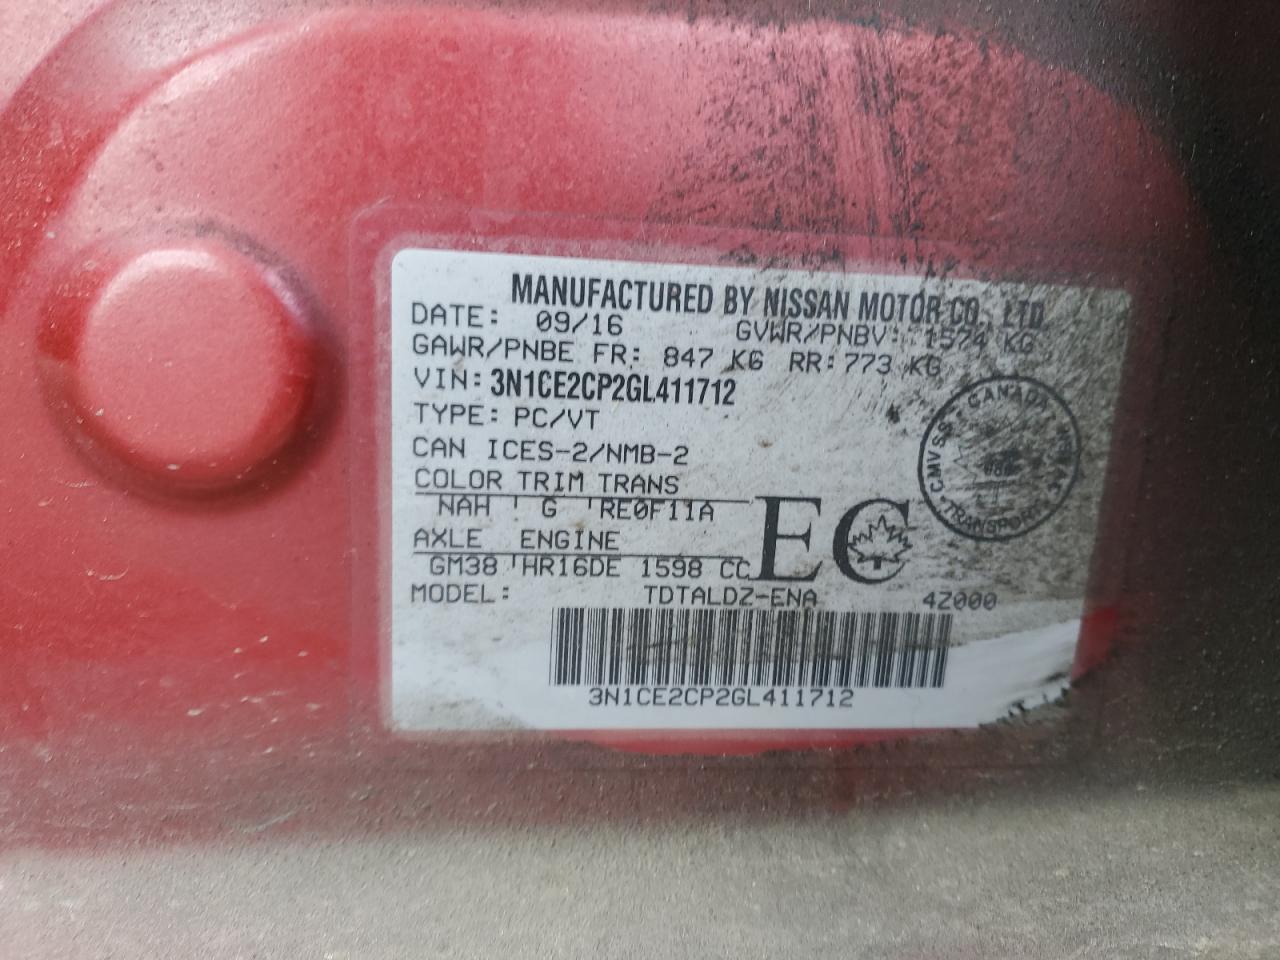 MANUFACTURED BY NISSAN MOTOR CO., LTD.
DATE: 09/16 GVWR/PNBV: 1574 KG
GAWR/PNBE FR: 847 KG RR: 773 KG
VIN: 3N1CE2CP2GL411712
TYPE: PC/VT
CAN ICES-2/NMB-2
COLOR TRIM TRANS
NAH G RE0F11A
AXLE ENGINE
GM38 HR16DE 1598 CC
EC
MODEL: TDTALDZ-ENA 4Z000
3N1CE2CP2GL411712
CANADA
CMVSS
TRANSPORT